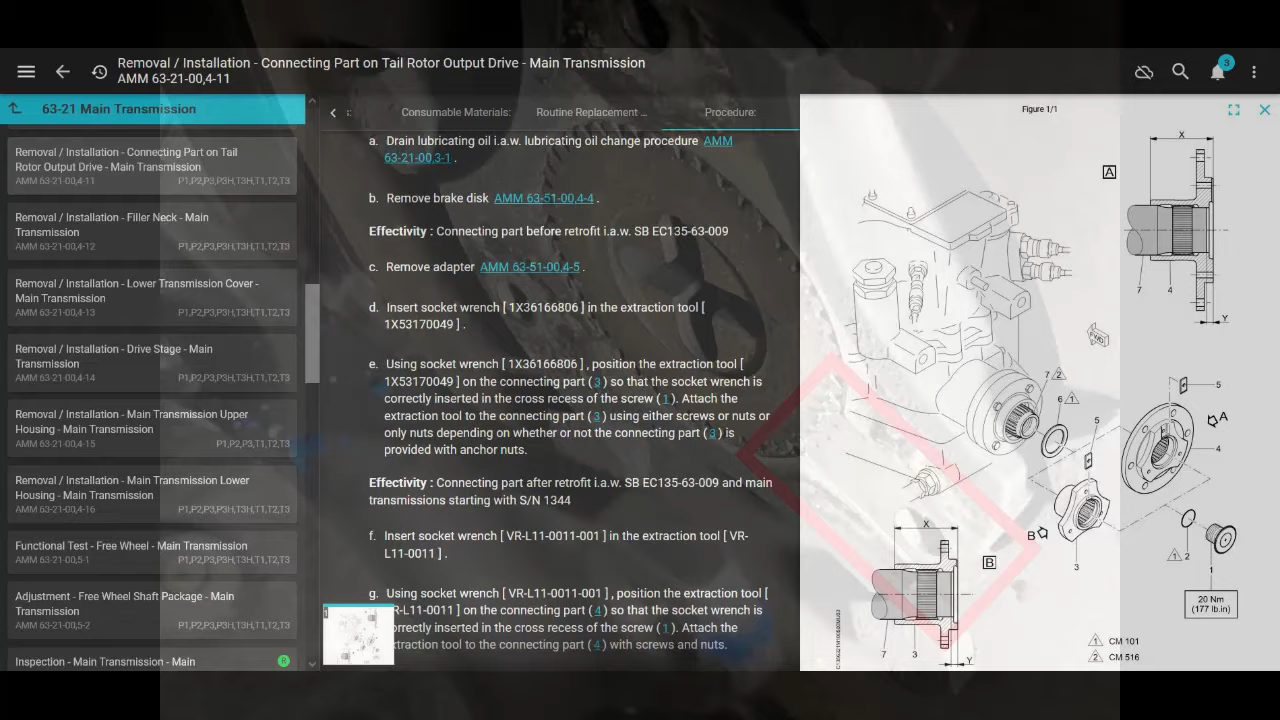 Removal / Installation - Connecting Part on Tail Rotor Output Drive - Main Transmission
AMM 63-21-00,4-11
3
63-21 Main Transmission
Removal / Installation - Connecting Part on Tail
Rotor Output Drive - Main Transmission
AMM 63-21-00,4-11 P1,P2,P3,P3H,T3H,T1,T2,T3
Removal / Installation - Filler Neck - Main
Transmission
AMM 63-21-00,4-12 P1,P2,P3,P3H,T3H,T1,T2,T3
Removal / Installation - Lower Transmission Cover -
Main Transmission
AMM 63-21-00,4-13 P1,P2,P3,P3H,T3H,T1,T2,T3
Removal / Installation - Drive Stage - Main
Transmission
AMM 63-21-00,4-14 P1,P2,P3,P3H,T3H,T1,T2,T3
Removal / Installation - Main Transmission Upper
Housing - Main Transmission
AMM 63-21-00,4-15 P1,P2,P3,T1,T2,T3
Removal / Installation - Main Transmission Lower
Housing - Main Transmission
AMM 63-21-00,4-16 P1,P2,P3,P3H,T3H,T1,T2,T3
Functional Test - Free Wheel - Main Transmission
AMM 63-21-00,5-1 P1,P2,P3,P3H,T3H,T1,T2,T3
Adjustment - Free Wheel Shaft Package - Main
Transmission
AMM 63-21-00,5-2 P1,P2,P3,P3H,T3H,T1,T2,T3
Inspection - Main Transmission - Main
R
Consumable Materials: Routine Replacement ... Procedure:
a. Drain lubricating oil i.a.w. lubricating oil change procedure AMM
63-21-00,3-1 .
b. Remove brake disk AMM 63-51-00,4-4 .
Effectivity : Connecting part before retrofit i.a.w. SB EC135-63-009
c. Remove adapter AMM 63-51-00,4-5 .
d. Insert socket wrench [ 1X36166806 ] in the extraction tool [
1X53170049 ] .
e. Using socket wrench [ 1X36166806 ] , position the extraction tool [
1X53170049 ] on the connecting part ( 3 ) so that the socket wrench is
correctly inserted in the cross recess of the screw ( 1 ). Attach the
extraction tool to the connecting part ( 3 ) using either screws or nuts or
only nuts depending on whether or not the connecting part ( 3 ) is
provided with anchor nuts.
Effectivity : Connecting part after retrofit i.a.w. SB EC135-63-009 and main
transmissions starting with S/N 1344
f. Insert socket wrench [ VR-L11-0011-001 ] in the extraction tool [ VR-
L11-0011 ] .
g. Using socket wrench [ VR-L11-0011-001 ] , position the extraction tool [
R-L11-0011 ] on the connecting part ( 4 ) so that the socket wrench is
orrectly inserted in the cross recess of the screw ( 1 ). Attach the
xtraction tool to the connecting part ( 4 ) with screws and nuts.
Figure 1/1
X
A
7 4
Y
FWD
7 2
6 1
5
5
A
4
B
3
1 2
1
20 Nm
(177 lb.in)
X
B
7 3
Y
1 CM 101
2 CM 516